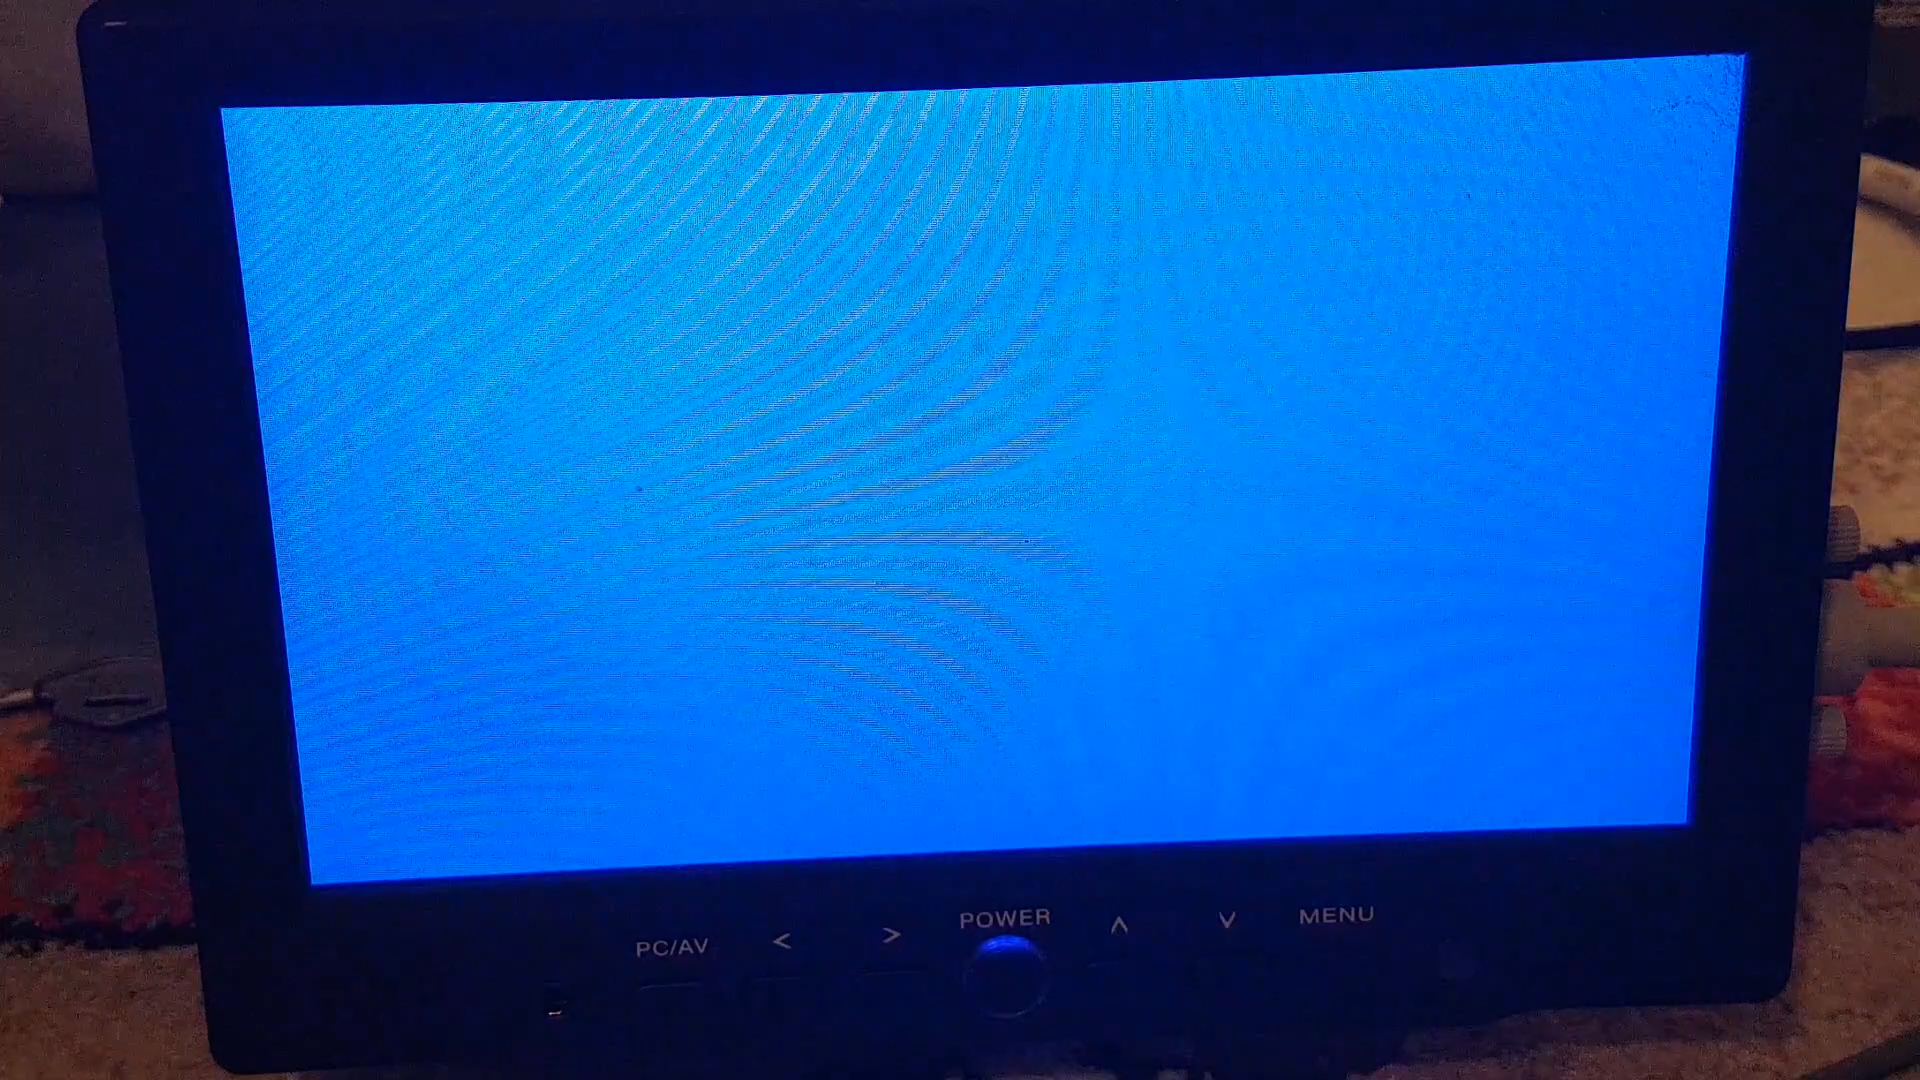 PC/AV < > POWER ∧ ∨ MENU